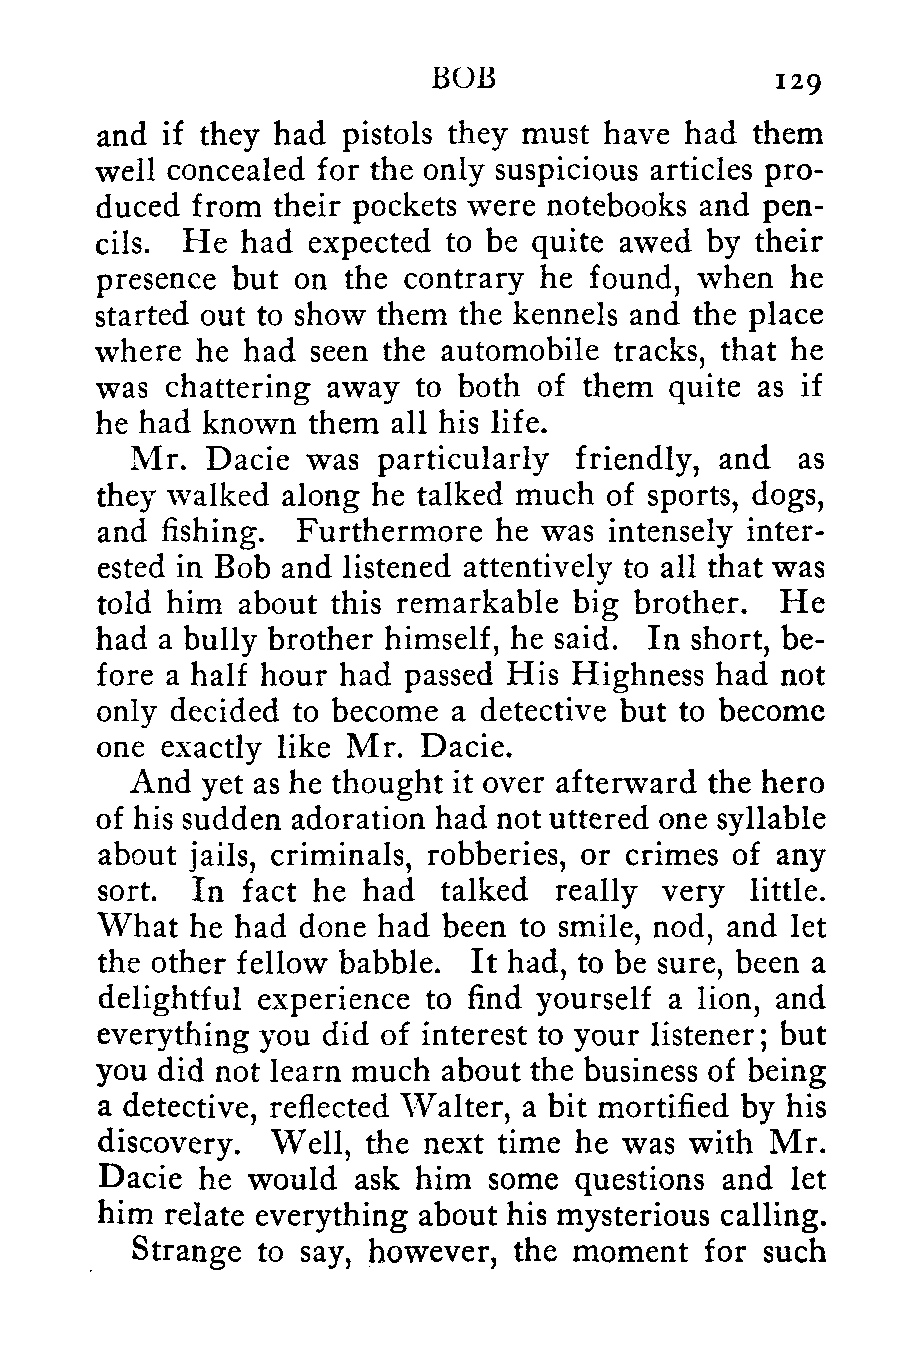 BOB 129
and if they had pistols they must have had them
well concealed for the only suspicious articles pro-
duced from their pockets were notebooks and pen-
cils. He had expected to be quite awed by their
presence but on the contrary he found, when he
started out to show them the kennels and the place
where he had seen the automobile tracks, that he
was chattering away to both of them quite as if
he had known them all his life.
Mr. Dacie was particularly friendly, and as
they walked along he talked much of sports, dogs,
and fishing. Furthermore he was intensely inter-
ested in Bob and listened attentively to all that was
told him about this remarkable big brother. He
had a bully brother himself, he said. In short, be-
fore a half hour had passed His Highness had not
only decided to become a detective but to become
one exactly like Mr. Dacie.
And yet as he thought it over afterward the hero
of his sudden adoration had not uttered one syllable
about jails, criminals, robberies, or crimes of any
sort. In fact he had talked really very little.
What he had done had been to smile, nod, and let
the other fellow babble. It had, to be sure, been a
delightful experience to find yourself a lion, and
everything you did of interest to your listener; but
you did not learn much about the business of being
a detective, reflected Walter, a bit mortified by his
discovery. Well, the next time he was with Mr.
Dacie he would ask him some questions and let
him relate everything about his mysterious calling.
Strange to say, however, the moment for such